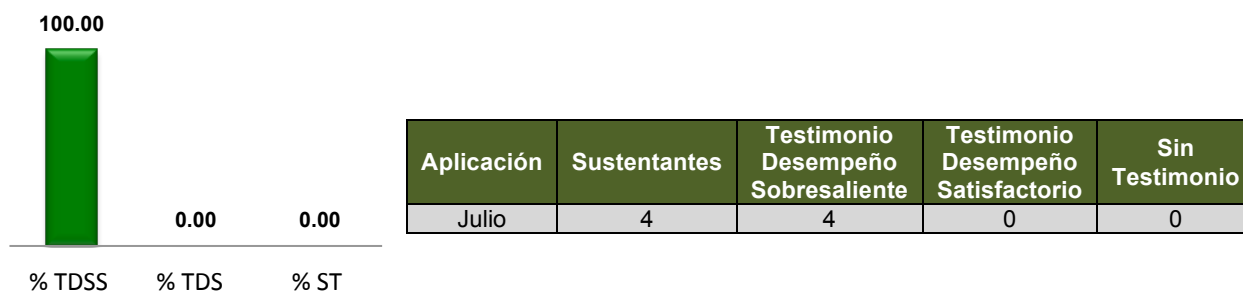 100.00
0.00
0.00
% TDSS
% TDS
% ST
Aplicación
Sustentantes
Testimonio
Desempeño
Sobresaliente
Testimonio
Desempeño
Satisfactorio
Sin
Testimonio
Julio
4
4
0
0